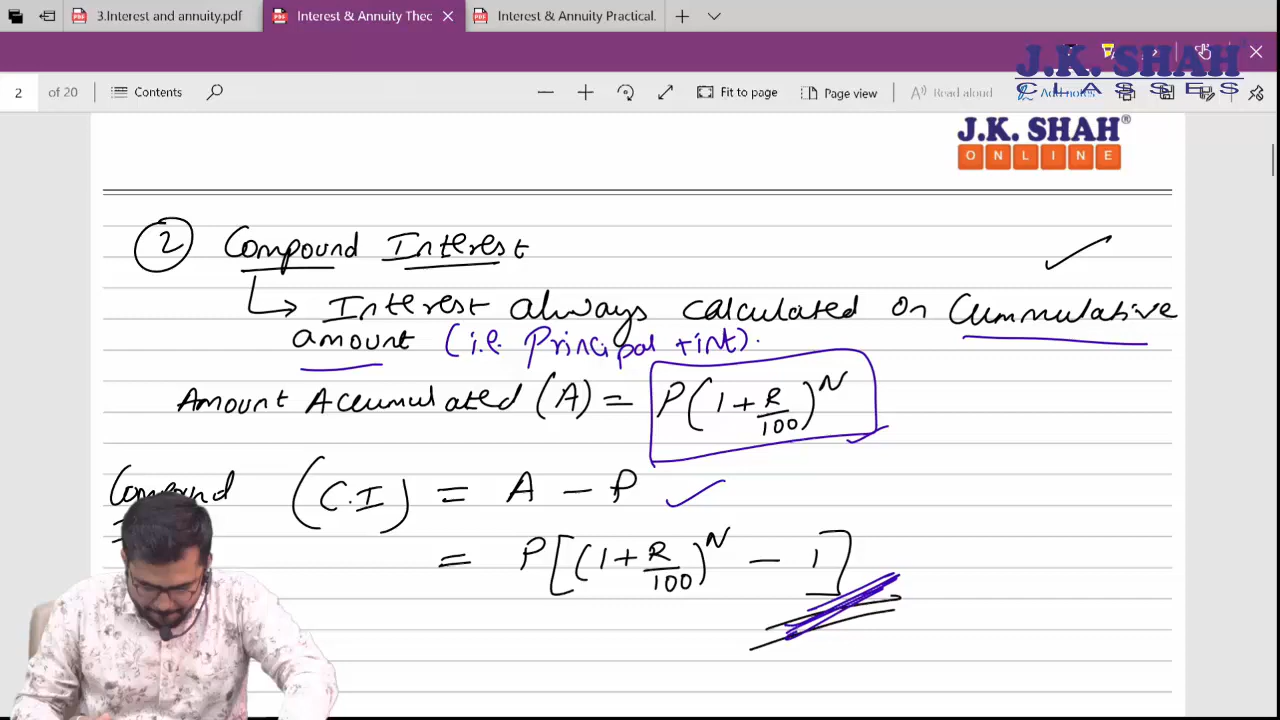 3.Interest and annuity.pdf
Interest & Annuity Thec
Interest & Annuity Practical.
J.K. SHAH®
CLASSES
2 of 20
Contents
Fit to page
Page view
Read aloud
Add notes
J.K. SHAH®
ONLINE
② Compound Interest
↳ Interest always calculated on Cummulative
amount (i.e. Principal + int).
Amount Accumulated (A) = P(1+R/100)^N
Compound (C.I) = A – P ✓
= P[(1+R/100)^N – 1]